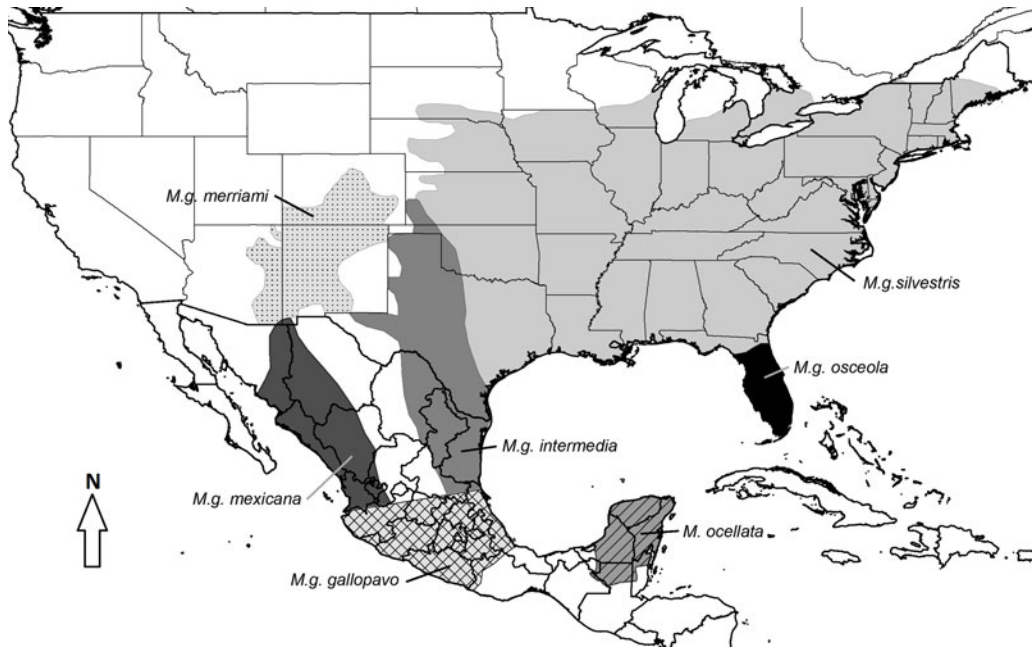 M.g. merriami
M.g.silvestris
M.g. osceola
M.g. intermedia
M.g. mexicana
N
M. ocellata
M.g. gallopavo